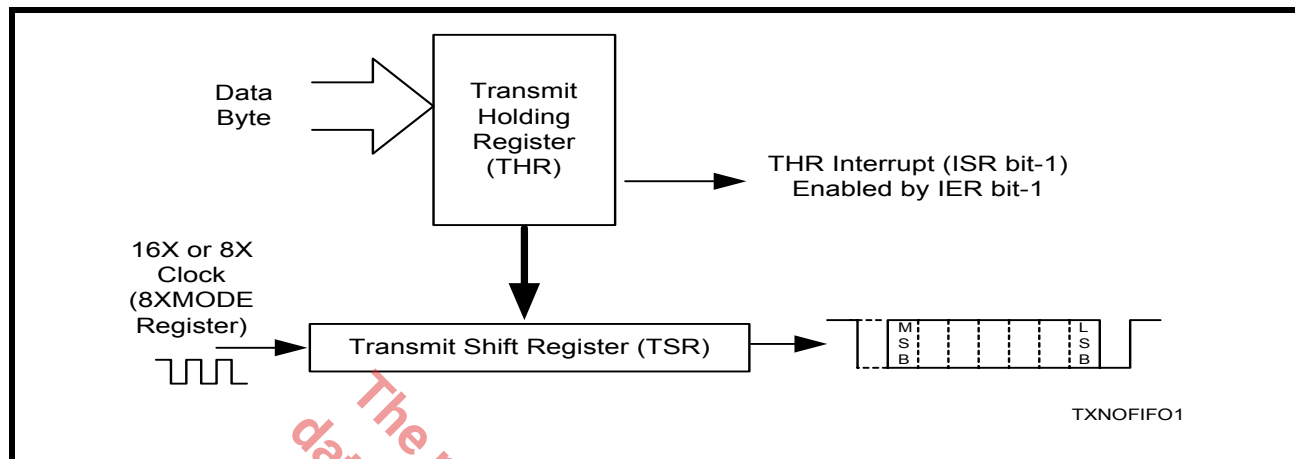 Data
Byte
Transmit
Holding
Register
(THR)
THR Interrupt (ISR bit-1)
Enabled by IER bit-1
16X or 8X
Clock
(8XMODE
Register)
Transmit Shift Register (TSR)
M
S
B
L
S
B
TXNOFIFO1
The